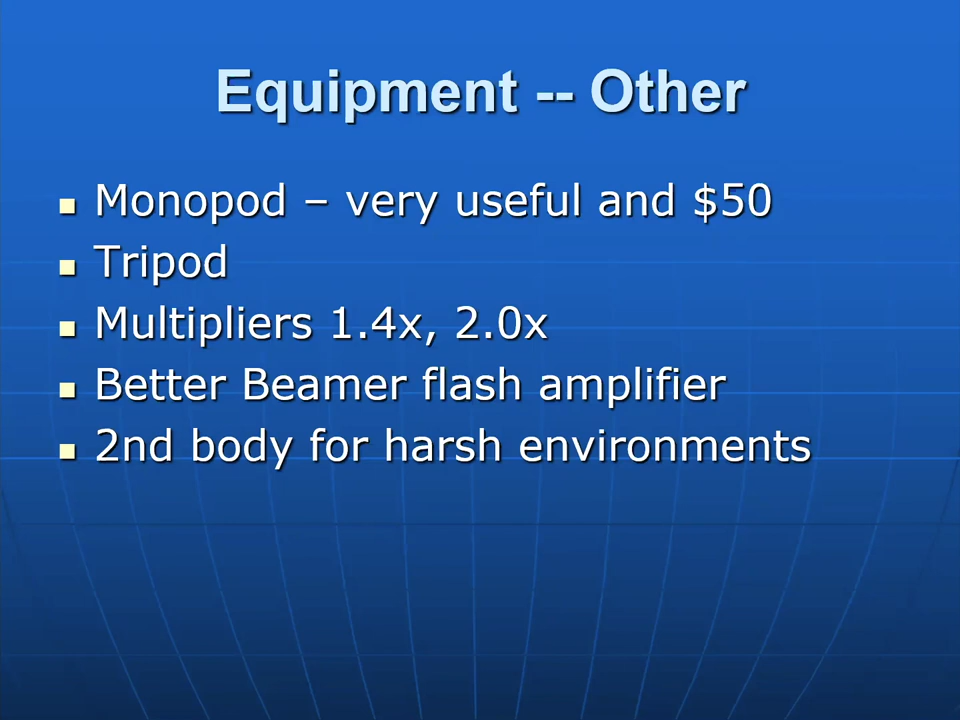 Equipment -- Other
Monopod – very useful and $50
Tripod
Multipliers 1.4x, 2.0x
Better Beamer flash amplifier
2nd body for harsh environments